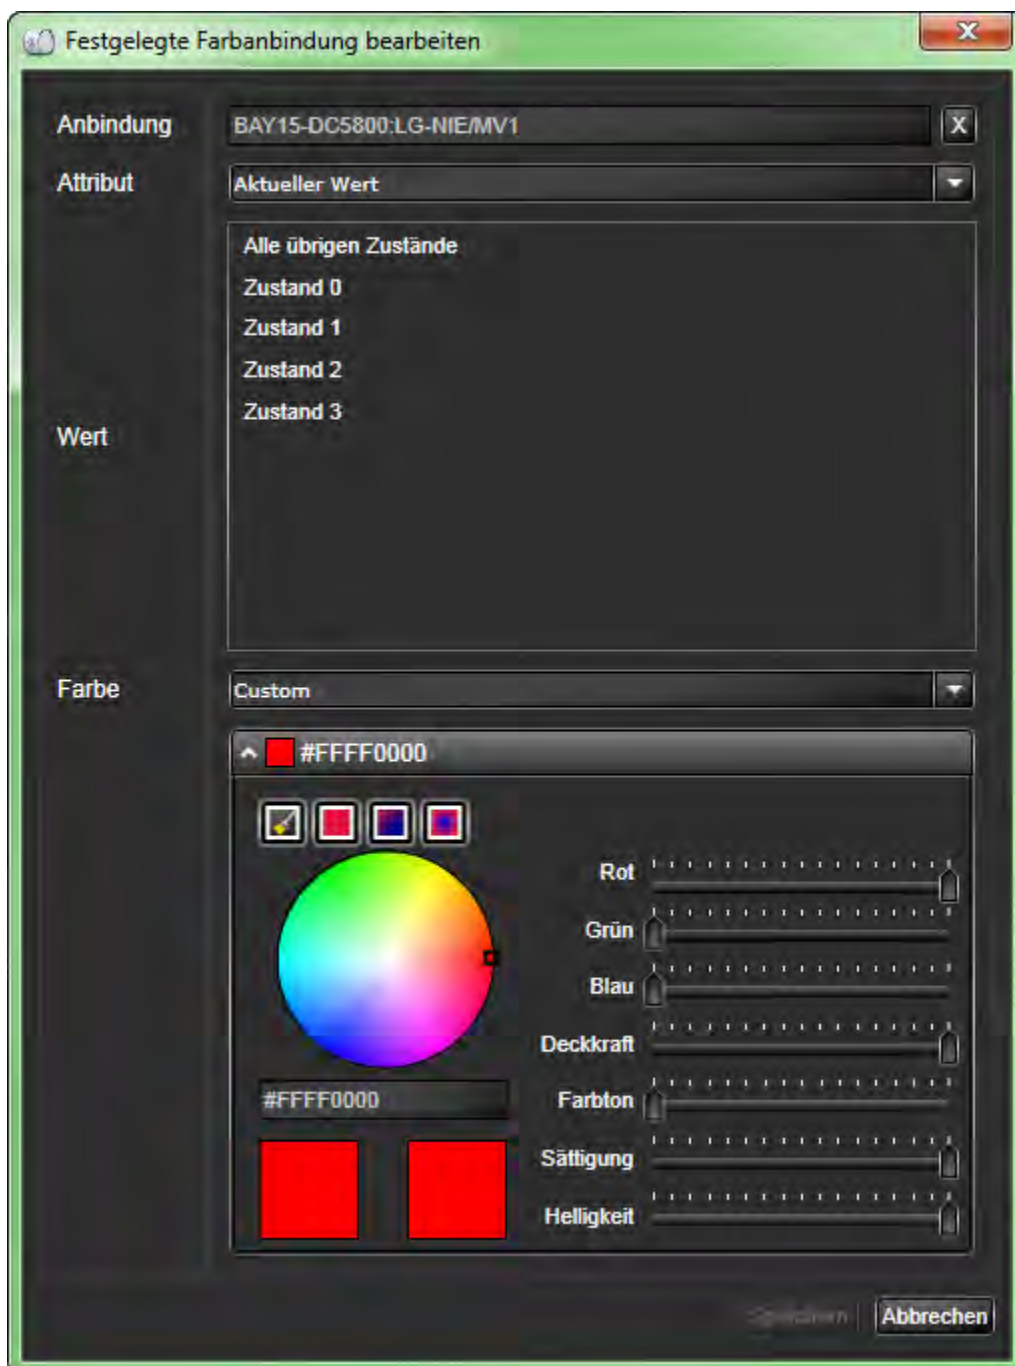 Festgelegte Farbanbindung bearbeiten
X
Anbindung BAY15-DC5800:LG-NIE/MV1 X
Attribut Aktueller Wert
Wert
Alle übrigen Zustände
Zustand 0
Zustand 1
Zustand 2
Zustand 3
Farbe Custom
#FFFF0000
Rot
Grün
Blau
Deckkraft
Farbton
Sättigung
Helligkeit
#FFFF0000
Speichern Abbrechen